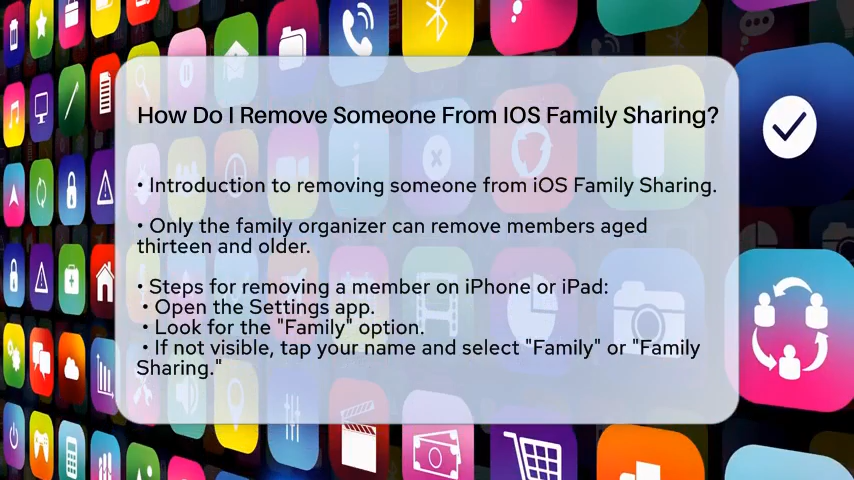 How Do I Remove Someone From IOS Family Sharing?
• Introduction to removing someone from iOS Family Sharing.
• Only the family organizer can remove members aged
thirteen and older.
• Steps for removing a member on iPhone or iPad:
• Open the Settings app.
• Look for the "Family" option.
• If not visible, tap your name and select "Family" or "Family
Sharing."